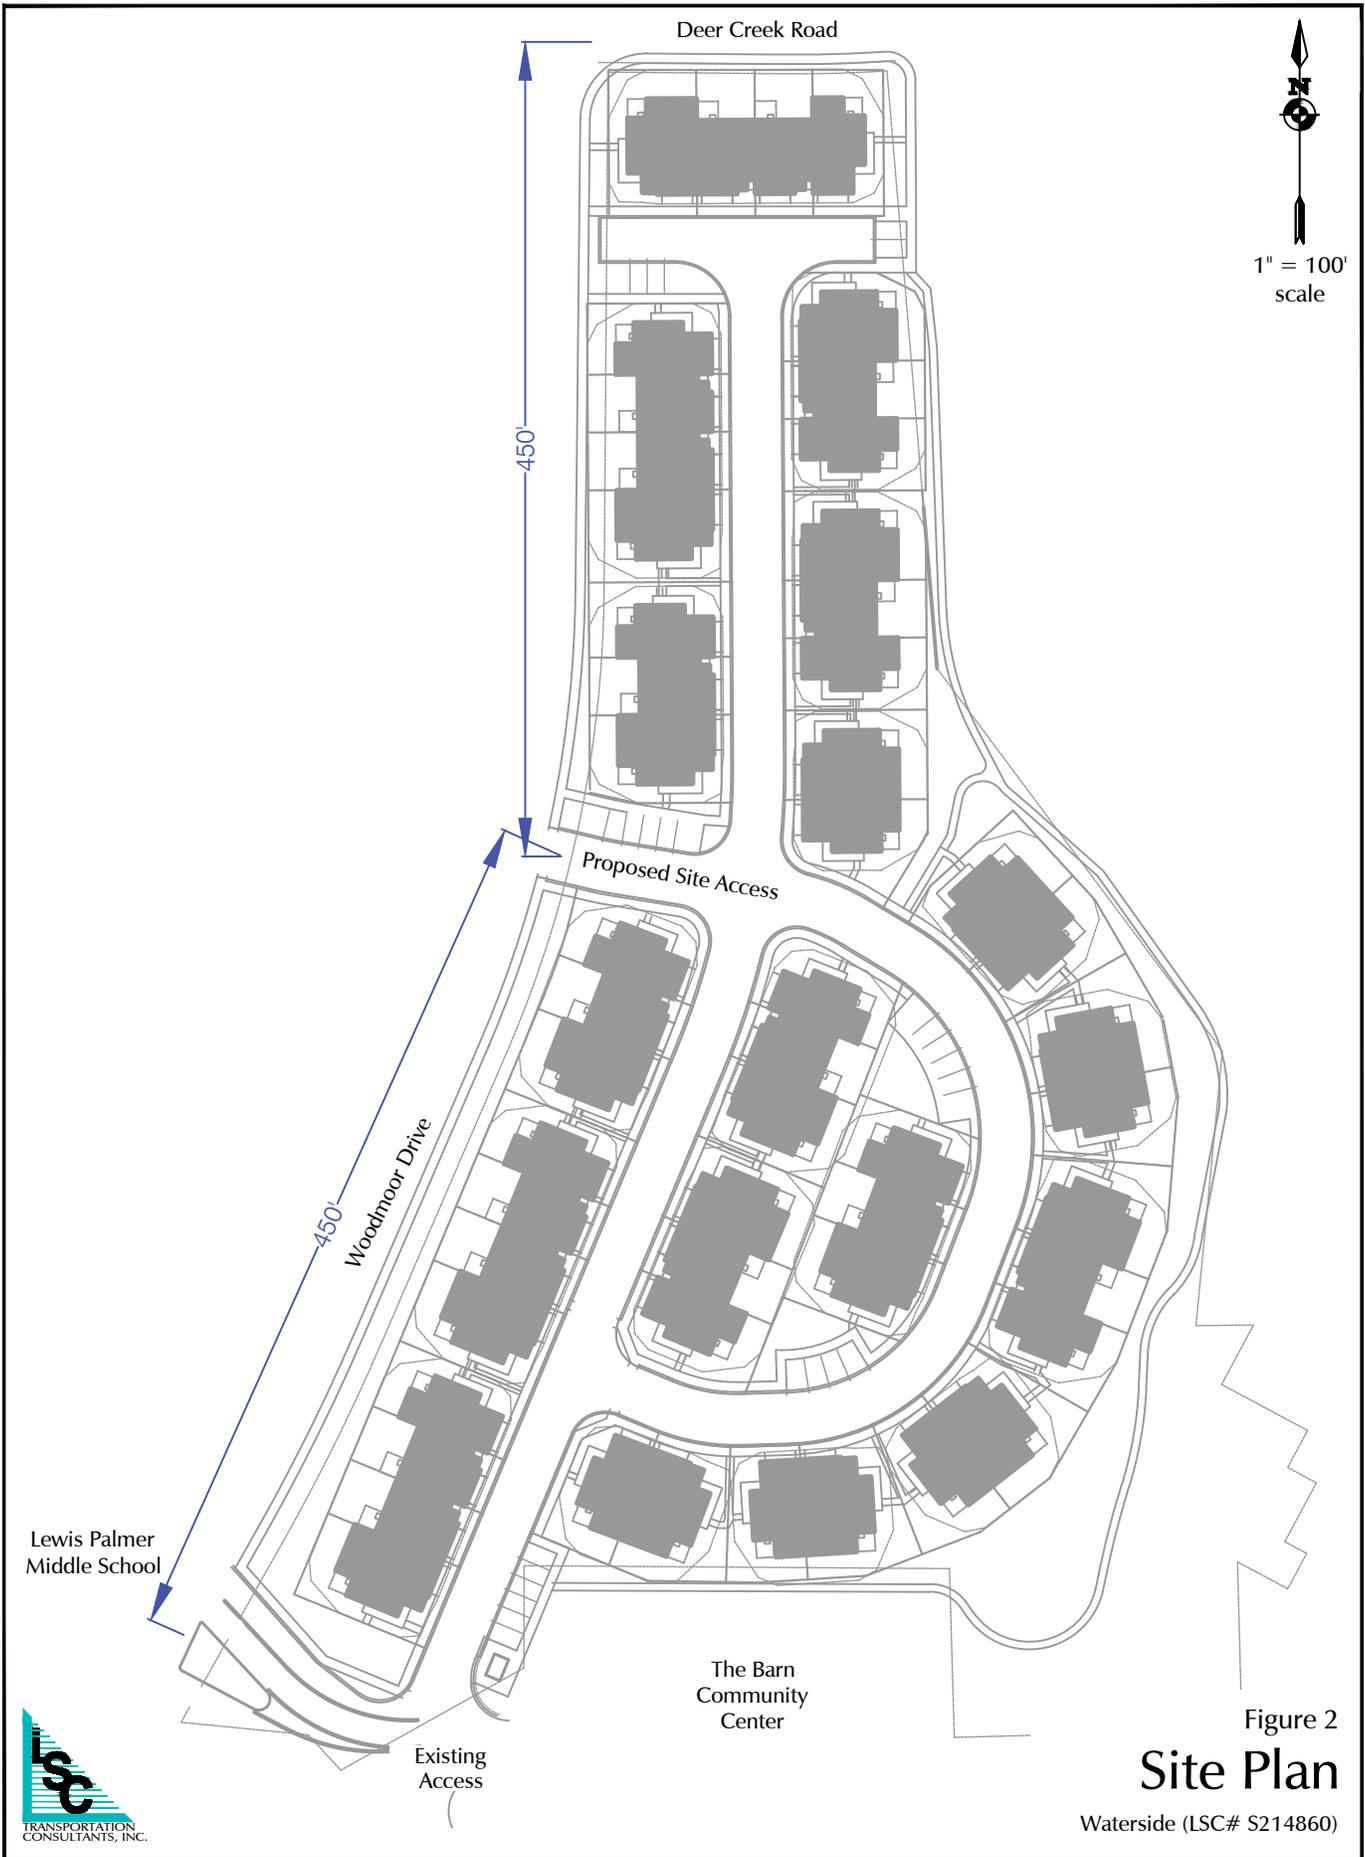 Deer Creek Road
N
1" = 100'
scale
450'
Proposed Site Access
Woodmoor Drive
450'
Lewis Palmer
Middle School
The Barn
Community
Center
Existing
Access
Figure 2
Site Plan
Waterside (LSC# S214860)
LSC
TRANSPORTATION
CONSULTANTS, INC.